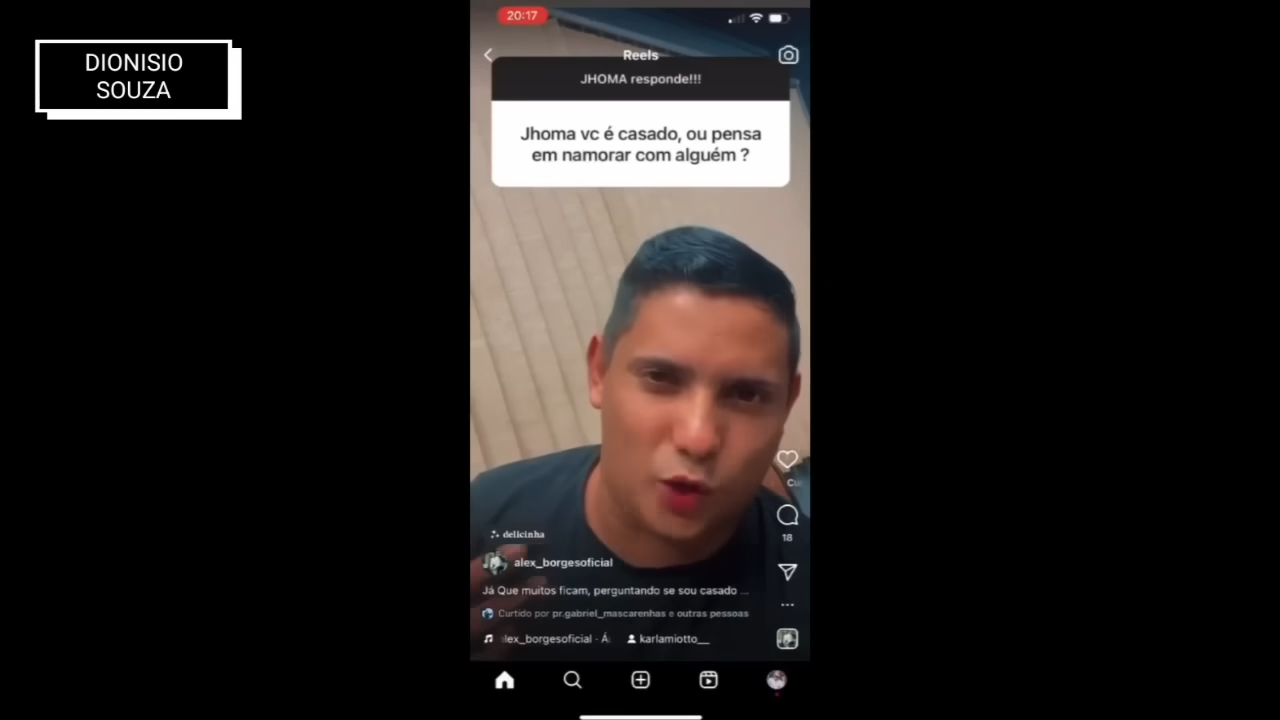 DIONISIO
SOUZA
20:17
Reels
JHOMA responde!!!
Jhoma vc é casado, ou pensa
em namorar com alguém ?
18
delicinha
alex_borgesoficial
Já Que muitos ficam, perguntando se sou casado ...
Curtido por pr.gabriel_mascarenhas e outras pessoas
lex_borgesoficial · Á
karlamiotto__